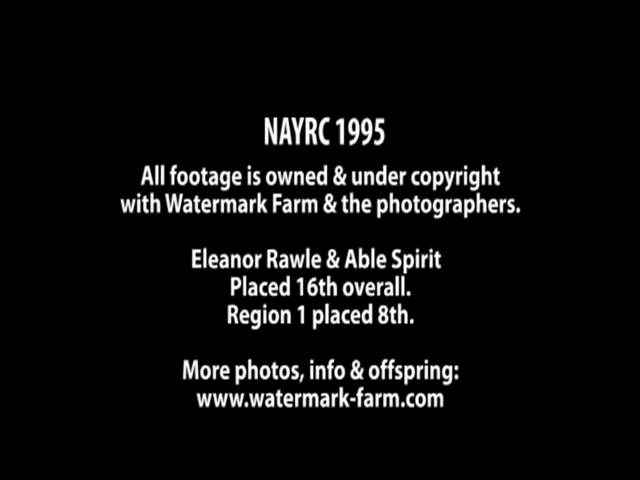 NAYRC 1995
All footage is owned & under copyright
with Watermark Farm & the photographers.
Eleanor Rawle & Able Spirit
Placed 16th overall.
Region 1 placed 8th.
More photos, info & offspring:
www.watermark-farm.com